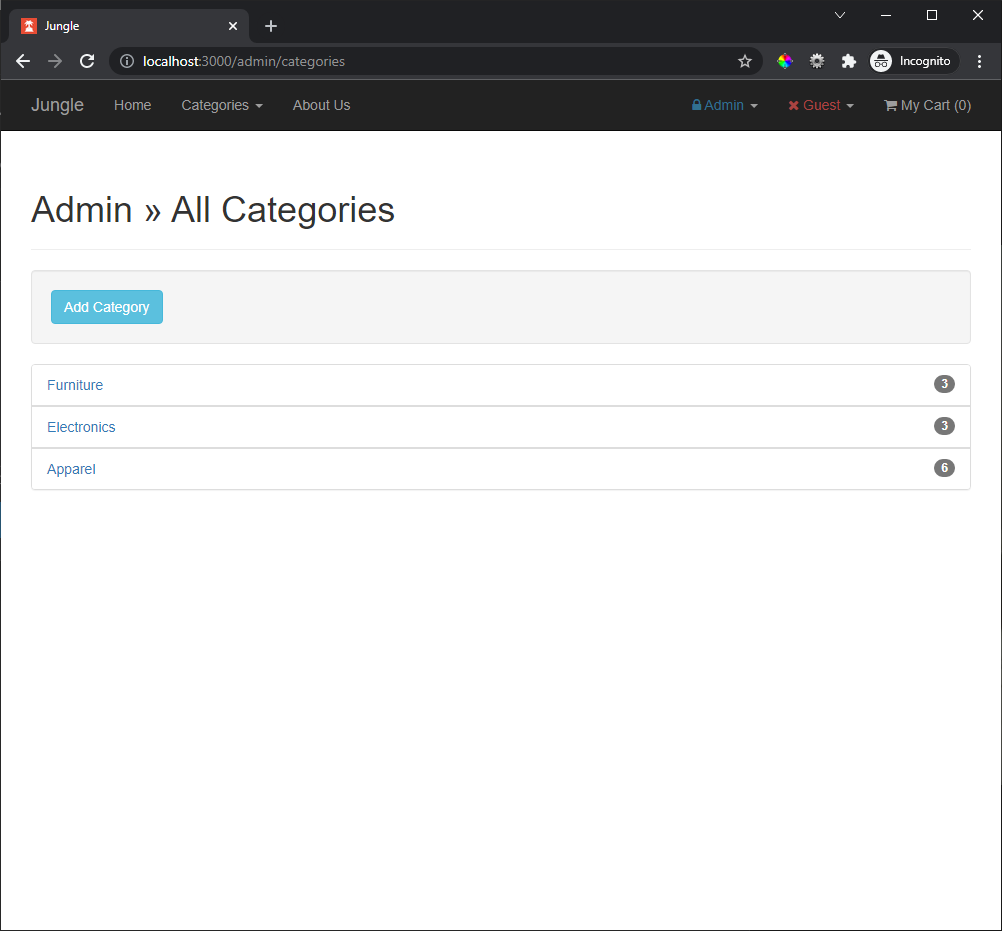 Jungle
localhost:3000/admin/categories
Incognito
Jungle Home Categories About Us Admin Guest My Cart (0)
Admin » All Categories
Add Category
Furniture 3
Electronics 3
Apparel 6